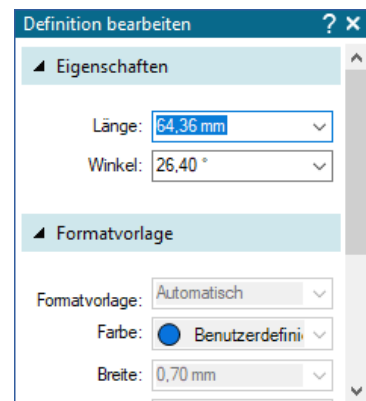 Definition bearbeiten ? ×
Eigenschaften
Länge: 64,36 mm
Winkel: 26,40 °
Formatvorlage
Formatvorlage: Automatisch
Farbe: Benutzerdefini
Breite: 0,70 mm